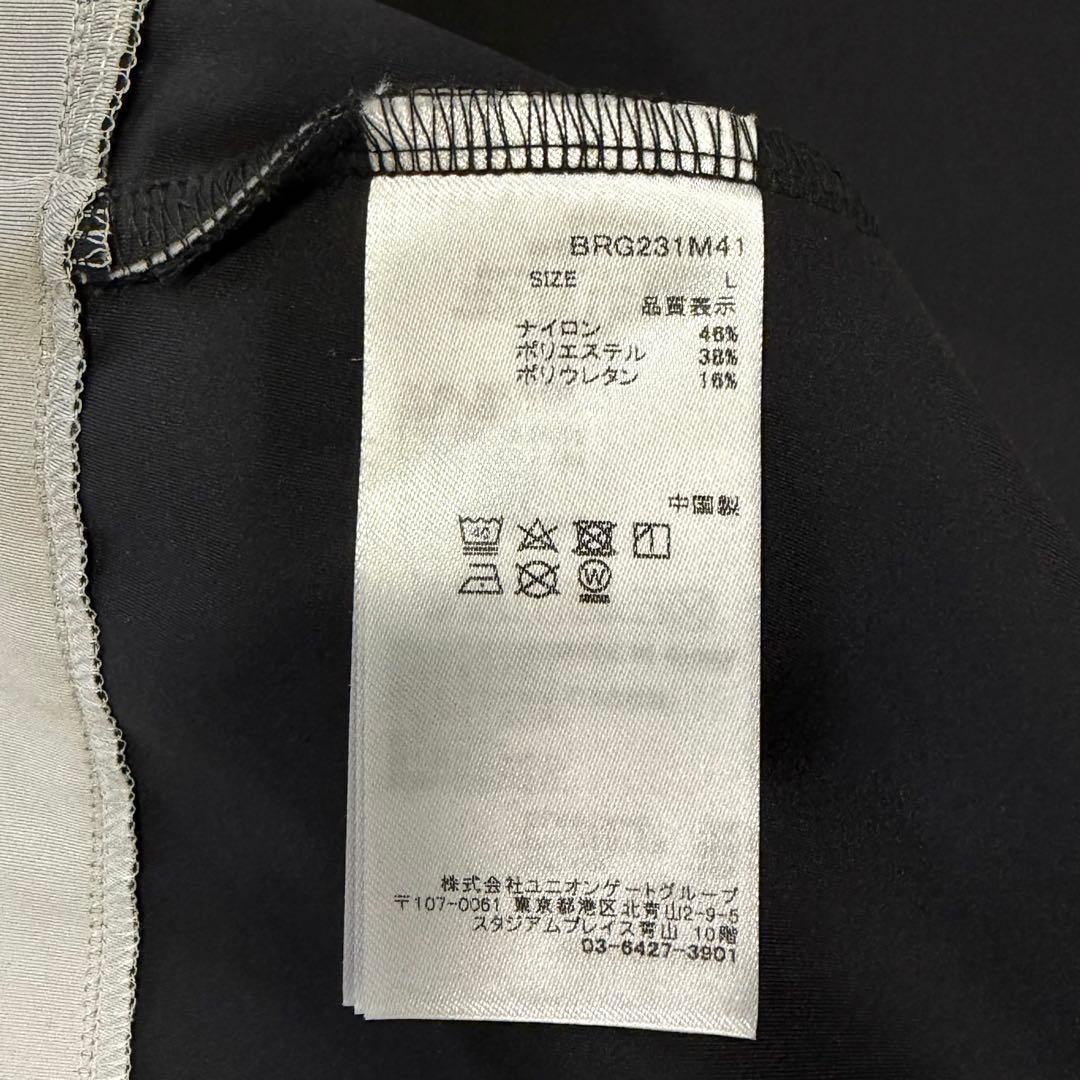 BRG231M41
SIZE L
品質表示
ナイロン 46%
ポリエステル 38%
ポリウレタン 16%
中国製
40
W
株式会社ユニオンゲートグループ
〒107-0061 東京都港区北青山2-9-5
スタジアムプレイス青山 10階
03-6427-3901